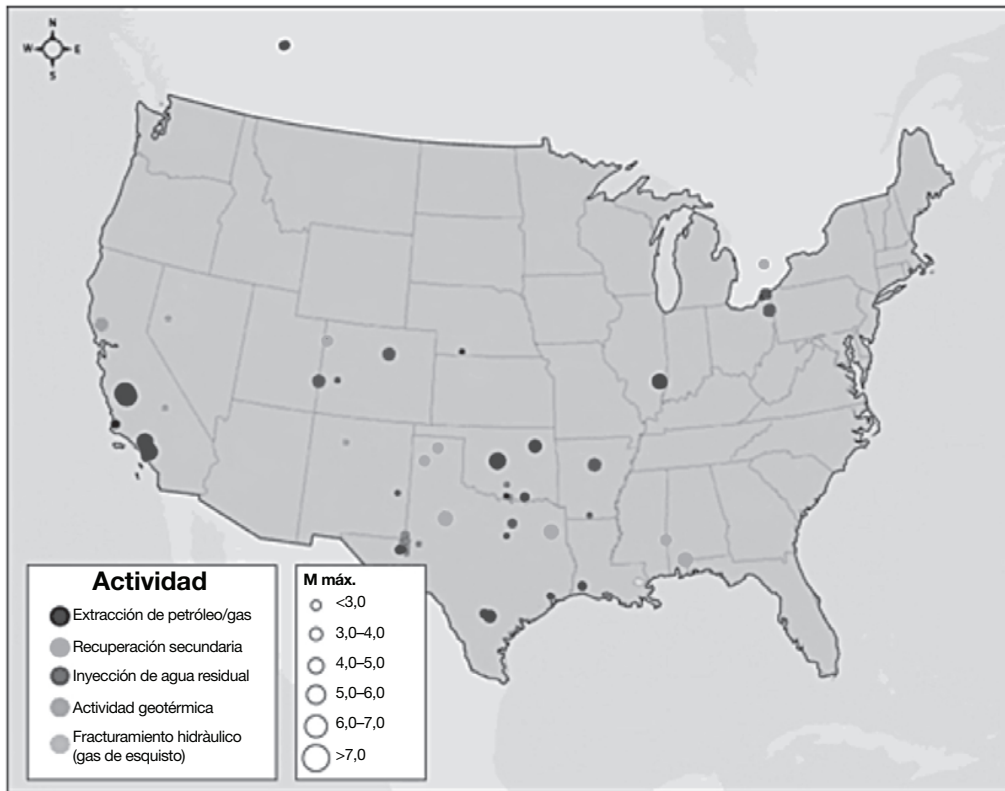 N
W E
S
Actividad
Extracción de petróleo/gas
Recuperación secundaria
Inyección de agua residual
Actividad geotérmica
Fracturamiento hidràulico
(gas de esquisto)
M máx.
<3,0
3,0–4,0
4,0–5,0
5,0–6,0
6,0–7,0
>7,0